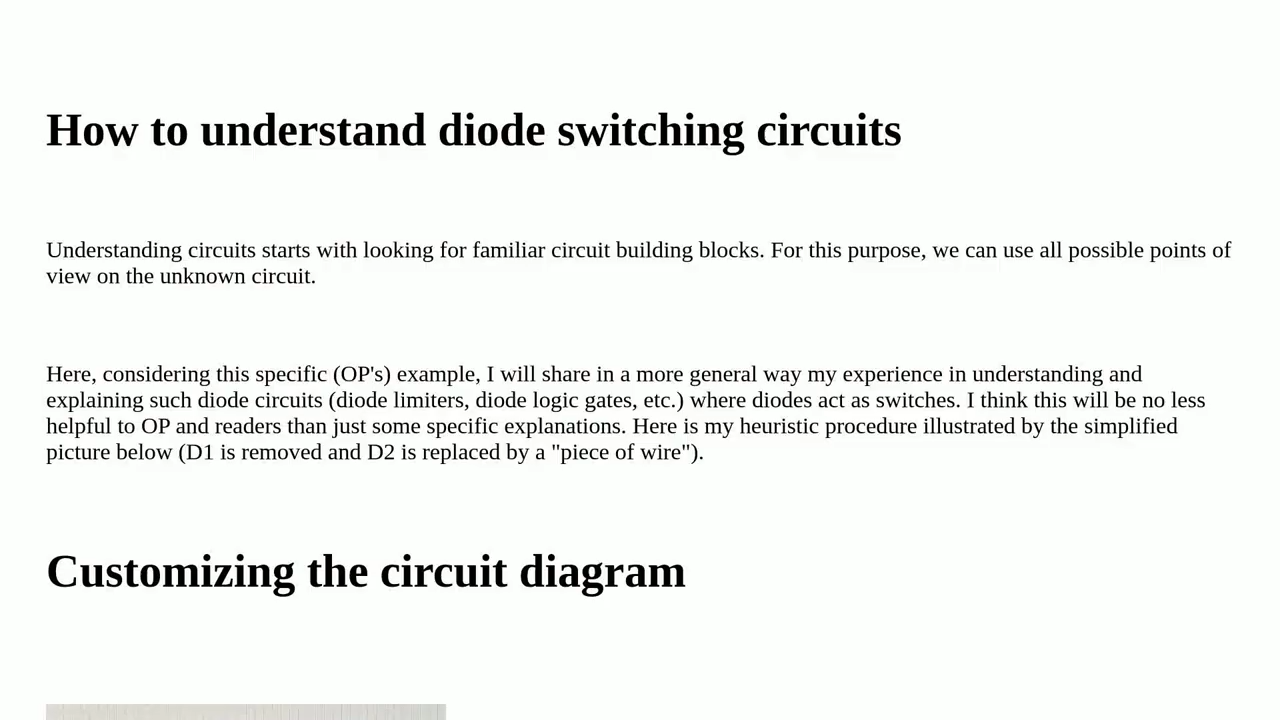 How to understand diode switching circuits
Understanding circuits starts with looking for familiar circuit building blocks. For this purpose, we can use all possible points of
view on the unknown circuit.
Here, considering this specific (OP's) example, I will share in a more general way my experience in understanding and
explaining such diode circuits (diode limiters, diode logic gates, etc.) where diodes act as switches. I think this will be no less
helpful to OP and readers than just some specific explanations. Here is my heuristic procedure illustrated by the simplified
picture below (D1 is removed and D2 is replaced by a "piece of wire").
Customizing the circuit diagram